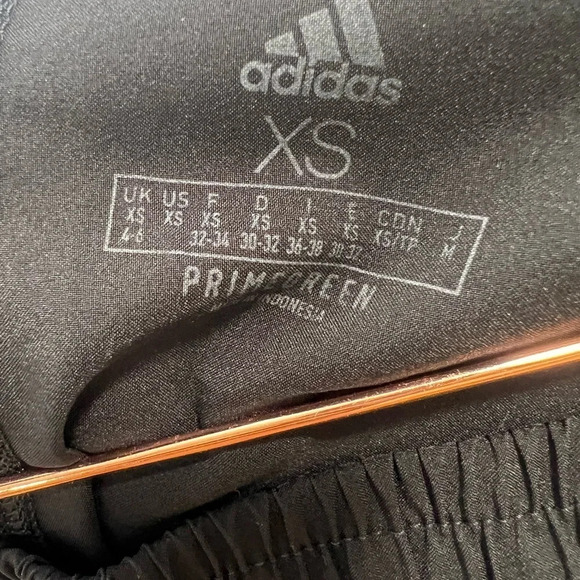 adidas
XS
UK US F D I E CDN J
XS XS XS XS XS XS XS/TP M
4-6 32-34 30-32 36-38
PRIMEGREEN
INDONESIA